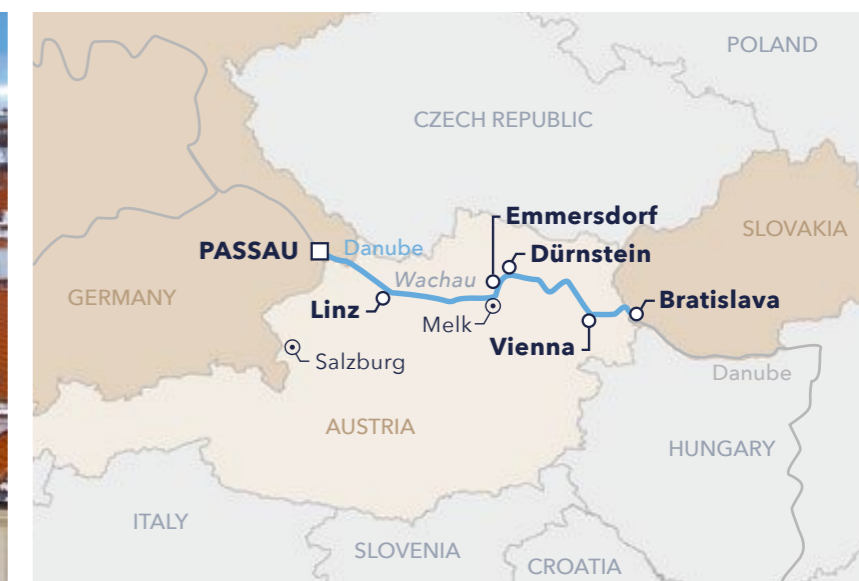 POLAND
CZECH REPUBLIC
Emmersdorf
SLOVAKIA
PASSAU
Danube
Dürnstein
Wachau
GERMANY
Linz
Bratislava
Melk
Vienna
Salzburg
Danube
AUSTRIA
HUNGARY
ITALY
SLOVENIA
CROATIA